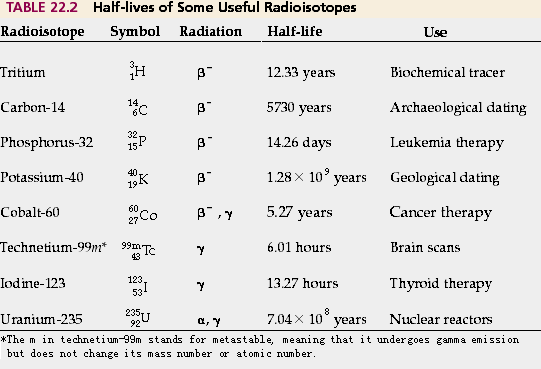 TABLE 22.2 Half-lives of Some Useful Radioisotopes
Radioisotope Symbol Radiation Half-life Use
Tritium ³₁H β⁻ 12.33 years Biochemical tracer
Carbon-14 ¹⁴₆C β⁻ 5730 years Archaeological dating
Phosphorus-32 ³²₁₅P β⁻ 14.26 days Leukemia therapy
Potassium-40 ⁴⁰₁₉K β⁻ 1.28 × 10⁹ years Geological dating
Cobalt-60 ⁶⁰₂₇Co β⁻, γ 5.27 years Cancer therapy
Technetium-99m* ⁹⁹ᵐ₄₃Tc γ 6.01 hours Brain scans
Iodine-123 ¹²³₅₃I γ 13.27 hours Thyroid therapy
Uranium-235 ²³⁵₉₂U α, γ 7.04 × 10⁸ years Nuclear reactors
*The m in technetium-99m stands for metastable, meaning that it undergoes gamma emission
but does not change its mass number or atomic number.